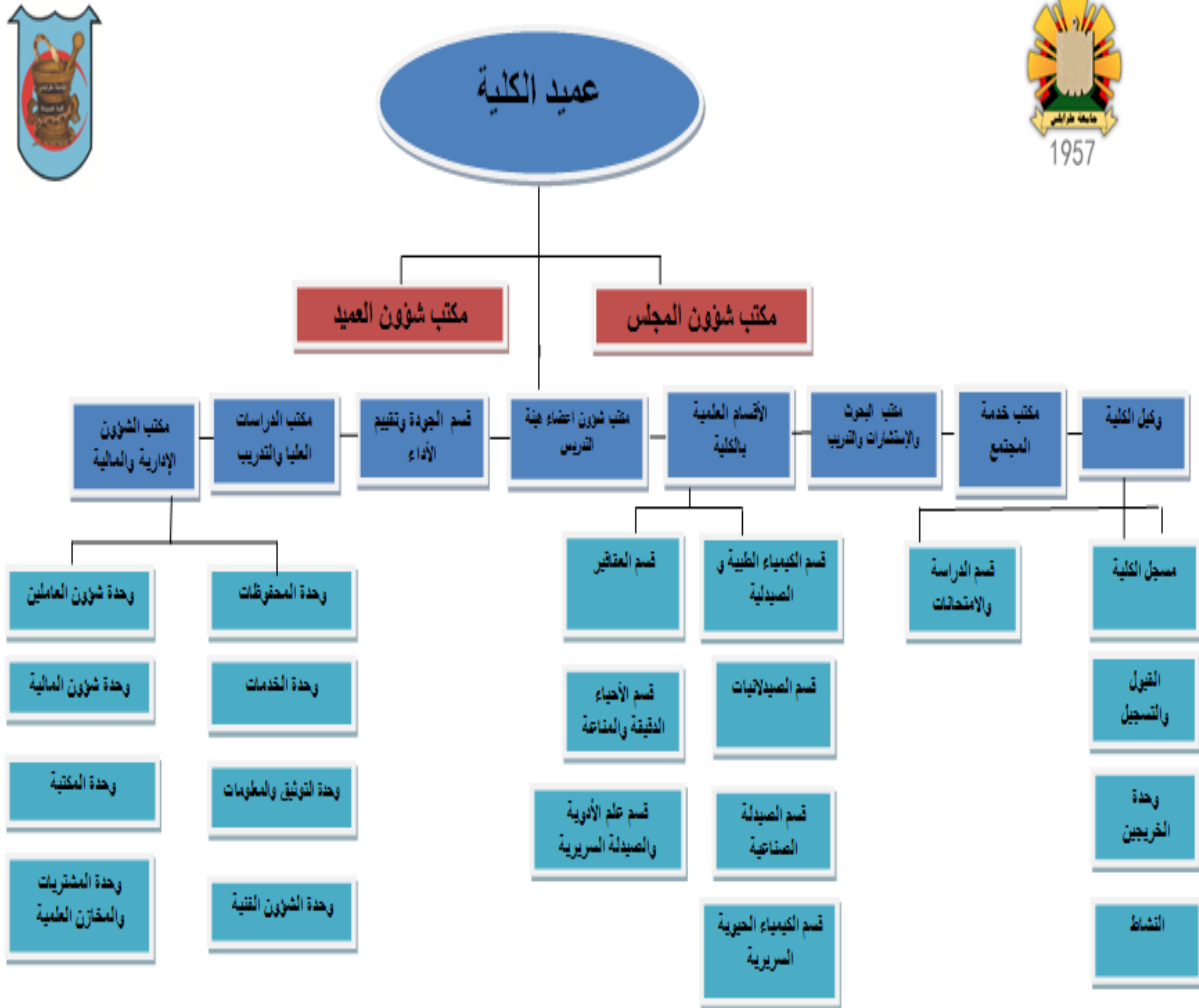 عميد الكلية
جامعة طرابلس
1957
مكتب شؤون المجلس
مكتب شؤون العميد
وكيل الكلية
مكتب خدمة
المجتمع
مكتب البحوث
والإستشارات والتدريب
الأقسام العلمية
بالكلية
مكتب شؤون اعضاء هيئة
التدريس
قسم الجودة وتقييم
الأداء
مكتب الدراسات
العليا والتدريب
مكتب الشؤون
الإدارية والمالية
مسجل الكلية
القبول
والتسجيل
وحدة
الخريجين
النشاط
قسم الدراسة
والامتحانات
قسم الكيمياء الطبية و
الصيدلية
قسم الصيدلانيات
قسم الصيدلة
الصناعية
قسم الكيمياء الحيوية
السريرية
قسم العقاقير
قسم الأحياء
الدقيقة والمناعة
قسم علم الأدوية
والصيدلة السريرية
وحدة المحفوظات
وحدة الخدمات
وحدة التوثيق والمعلومات
وحدة الشؤون الفنية
وحدة شؤون العاملين
وحدة شؤون المالية
وحدة المكتبة
وحدة المشتريات
والمخازن العلمية